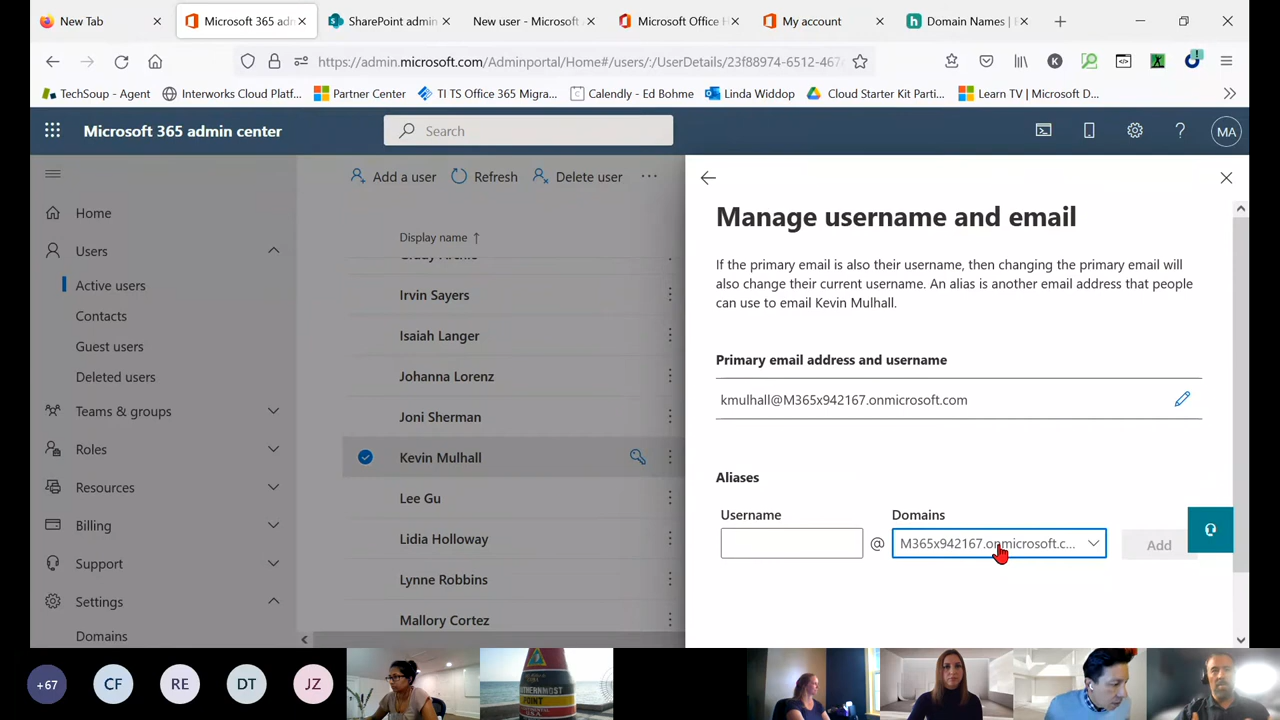 New Tab
Microsoft 365 adn
SharePoint admin
New user - Microsoft
Microsoft Office H
My account
Domain Names | E
https://admin.microsoft.com/Adminportal/Home#/users/:/UserDetails/23f88974-6512-467
TechSoup - Agent
Interworks Cloud Platf...
Partner Center
TI TS Office 365 Migra...
Calendly - Ed Bohme
Linda Widdop
Cloud Starter Kit Parti...
Learn TV | Microsoft D...
Microsoft 365 admin center
Search
MA
Home
Users
Active users
Contacts
Guest users
Deleted users
Teams & groups
Roles
Resources
Billing
Support
Settings
Domains
Add a user
Refresh
Delete user
Display name ↑
Irvin Sayers
Isaiah Langer
Johanna Lorenz
Joni Sherman
Kevin Mulhall
Lee Gu
Lidia Holloway
Lynne Robbins
Mallory Cortez
Manage username and email
If the primary email is also their username, then changing the primary email will
also change their current username. An alias is another email address that people
can use to email Kevin Mulhall.
Primary email address and username
kmulhall@M365x942167.onmicrosoft.com
Aliases
Username
Domains
@
M365x942167.onmicrosoft.c...
Add
+67
CF
RE
DT
JZ
SOUTHERNMOST
POINT